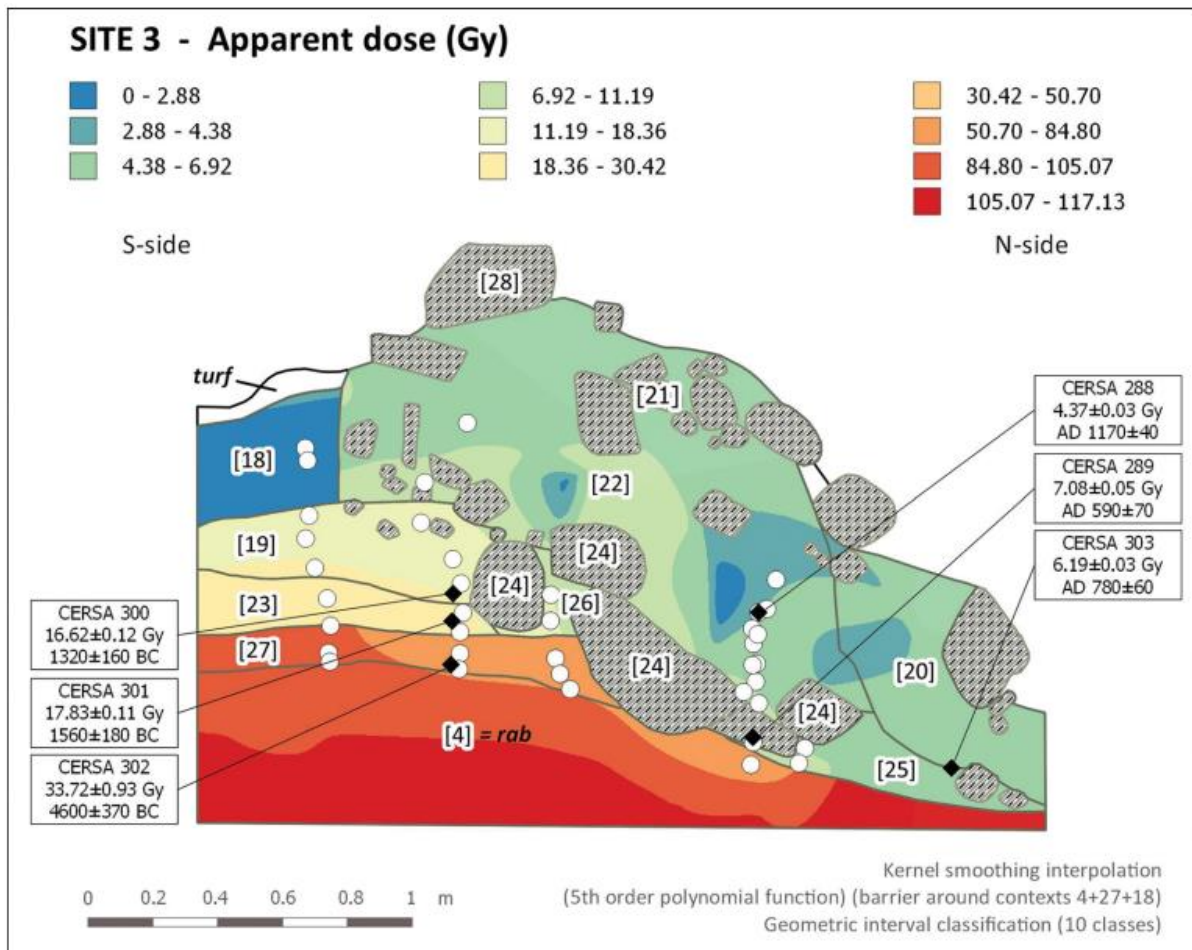 SITE 3 - Apparent dose (Gy)
0 - 2.88
2.88 - 4.38
4.38 - 6.92
6.92 - 11.19
11.19 - 18.36
18.36 - 30.42
30.42 - 50.70
50.70 - 84.80
84.80 - 105.07
105.07 - 117.13
S-side
N-side
[28]
turf
[21]
[18]
[22]
[19]
[24]
[24]
[23]
[26]
[27]
[24]
[20]
[24]
[4] = rab
[25]
CERSA 288
4.37±0.03 Gy
AD 1170±40
CERSA 289
7.08±0.05 Gy
AD 590±70
CERSA 303
6.19±0.03 Gy
AD 780±60
CERSA 300
16.62±0.12 Gy
1320±160 BC
CERSA 301
17.83±0.11 Gy
1560±180 BC
CERSA 302
33.72±0.93 Gy
4600±370 BC
0 0.2 0.4 0.6 0.8 1 m
Kernel smoothing interpolation
(5th order polynomial function) (barrier around contexts 4+27+18)
Geometric interval classification (10 classes)